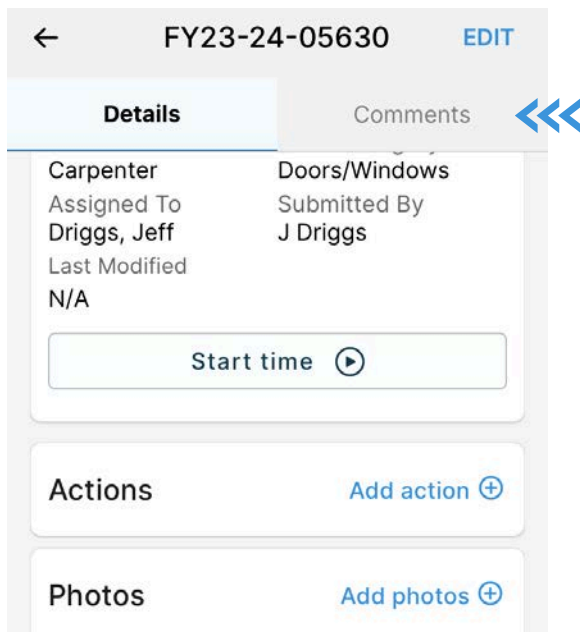 FY23-24-05630 EDIT
Details Comments
Carpenter Doors/Windows
Assigned To Submitted By
Driggs, Jeff J Driggs
Last Modified
N/A
Start time
Actions Add action
Photos Add photos